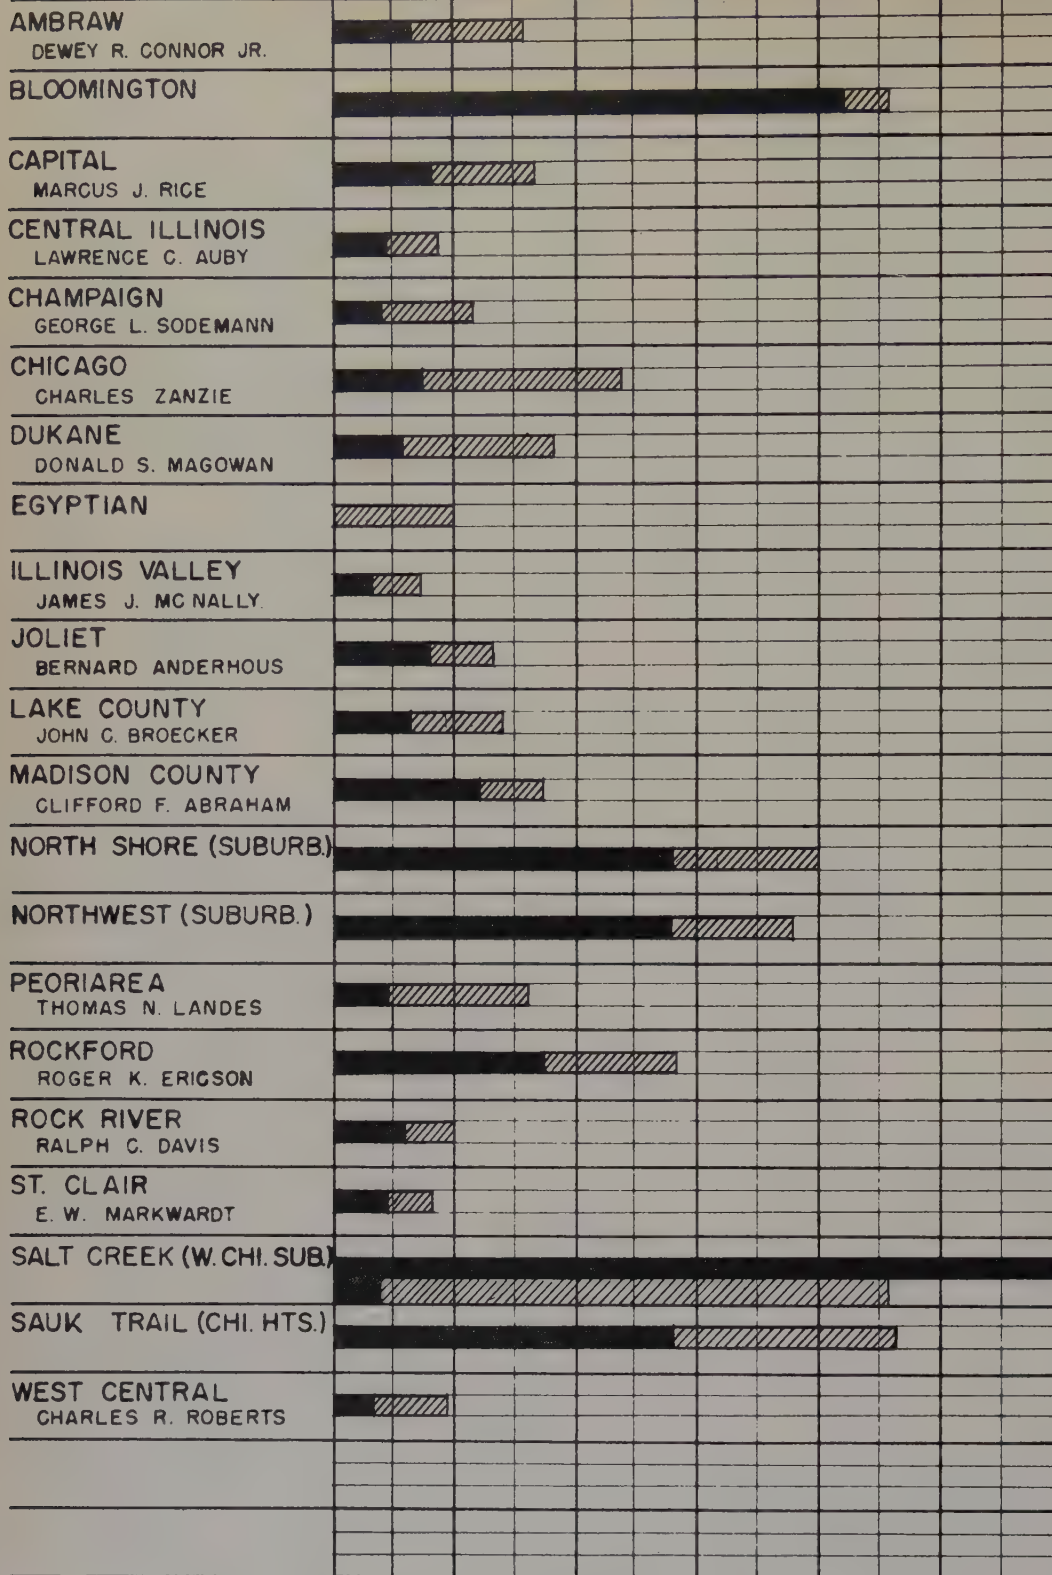 AMBRAW
DEWEY R. CONNOR JR.
BLOOMINGTON
CAPITAL
MARCUS J. RICE
CENTRAL ILLINOIS
LAWRENCE C. AUBY
CHAMPAIGN
GEORGE L. SODEMANN
CHICAGO
CHARLES ZANZIE
DUKANE
DONALD S. MAGOWAN
EGYPTIAN
ILLINOIS VALLEY
JAMES J. MC NALLY.
JOLIET
BERNARD ANDERHOUS
LAKE COUNTY
JOHN C. BROECKER
MADISON COUNTY
CLIFFORD F. ABRAHAM
NORTH SHORE (SUBURB.)
NORTHWEST (SUBURB.)
PEORIAREA
THOMAS N. LANDES
ROCKFORD
ROGER K. ERICSON
ROCK RIVER
RALPH C. DAVIS
ST. CLAIR
E. W. MARKWARDT
SALT CREEK (W. CHI. SUB.)
SAUK TRAIL (CHI. HTS.)
WEST CENTRAL
CHARLES R. ROBERTS